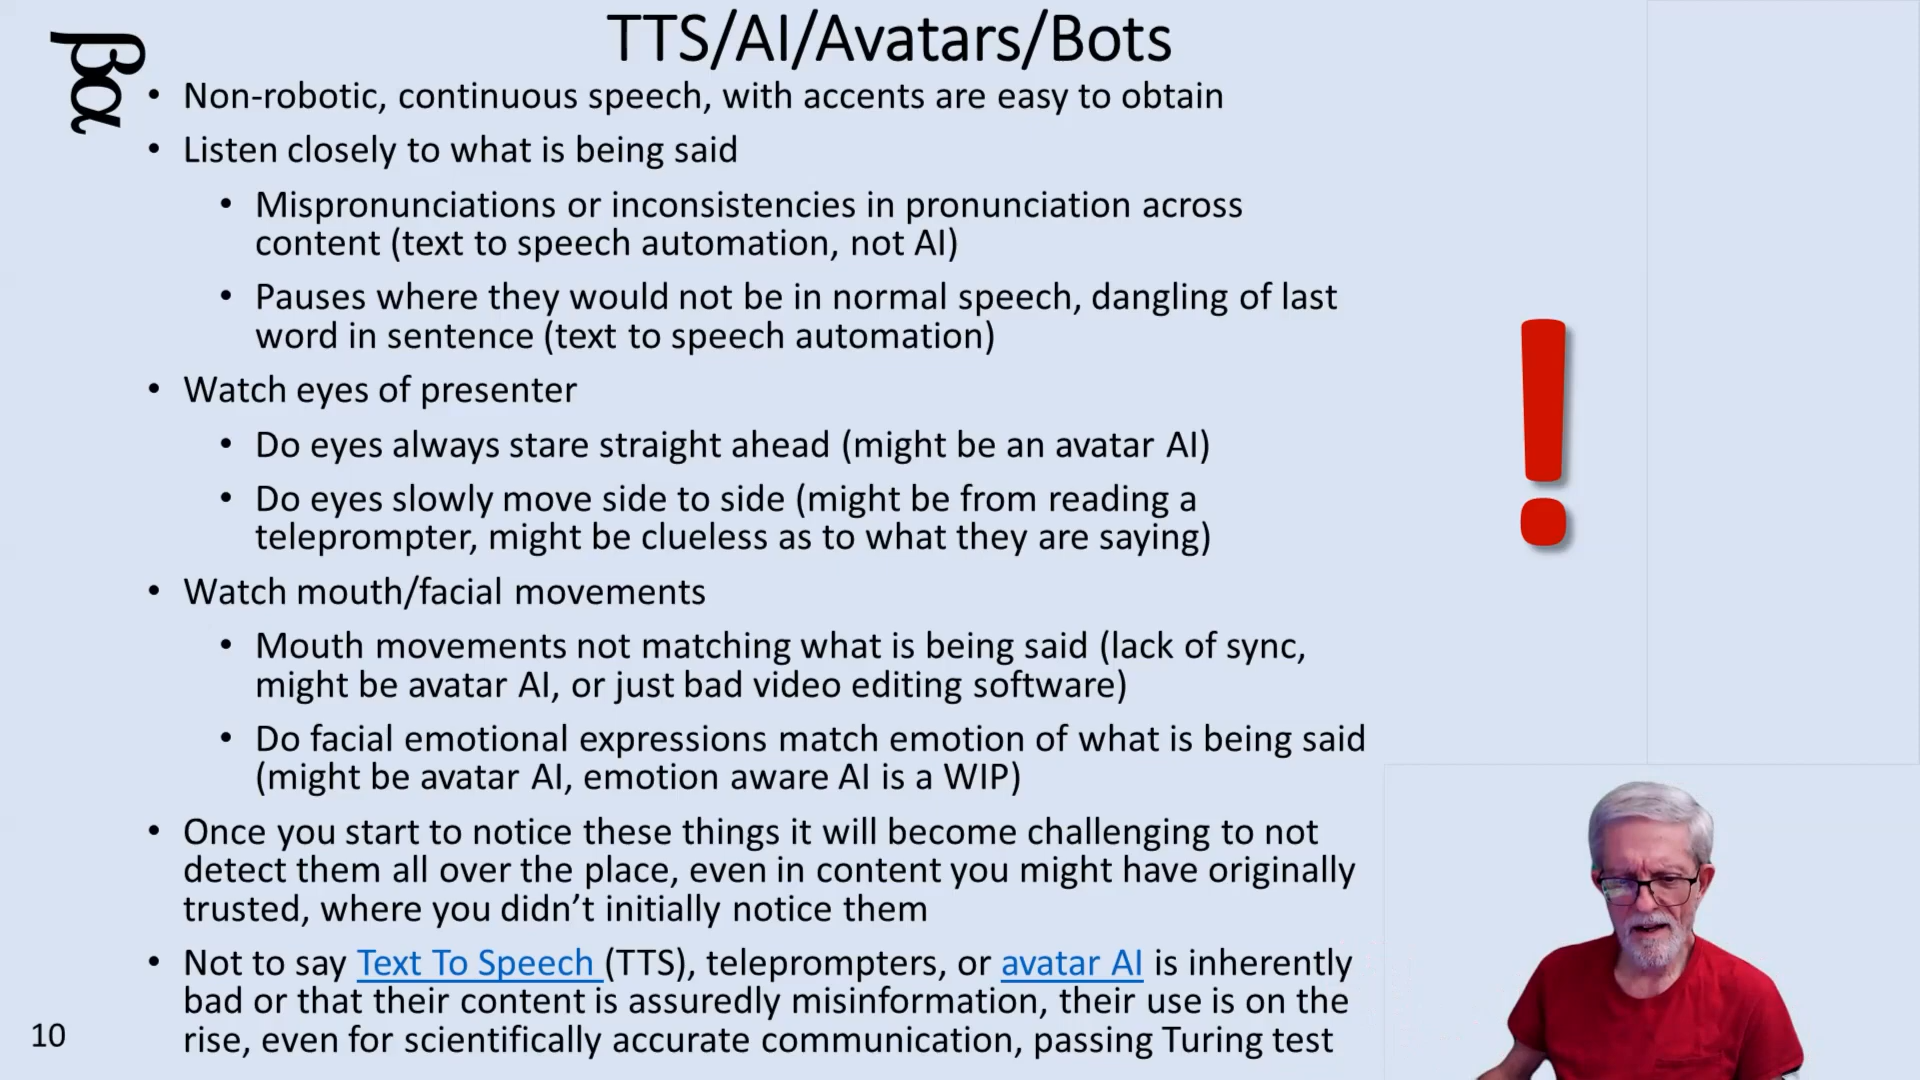 TTS/AI/Avatars/Bots
βα
• Non-robotic, continuous speech, with accents are easy to obtain
• Listen closely to what is being said
• Mispronunciations or inconsistencies in pronunciation across
content (text to speech automation, not AI)
• Pauses where they would not be in normal speech, dangling of last
word in sentence (text to speech automation)
• Watch eyes of presenter
• Do eyes always stare straight ahead (might be an avatar AI)
• Do eyes slowly move side to side (might be from reading a
teleprompter, might be clueless as to what they are saying)
• Watch mouth/facial movements
• Mouth movements not matching what is being said (lack of sync,
might be avatar AI, or just bad video editing software)
• Do facial emotional expressions match emotion of what is being said
(might be avatar AI, emotion aware AI is a WIP)
• Once you start to notice these things it will become challenging to not
detect them all over the place, even in content you might have originally
trusted, where you didn’t initially notice them
• Not to say Text To Speech (TTS), teleprompters, or avatar AI is inherently
bad or that their content is assuredly misinformation, their use is on the
rise, even for scientifically accurate communication, passing Turing test
!
10